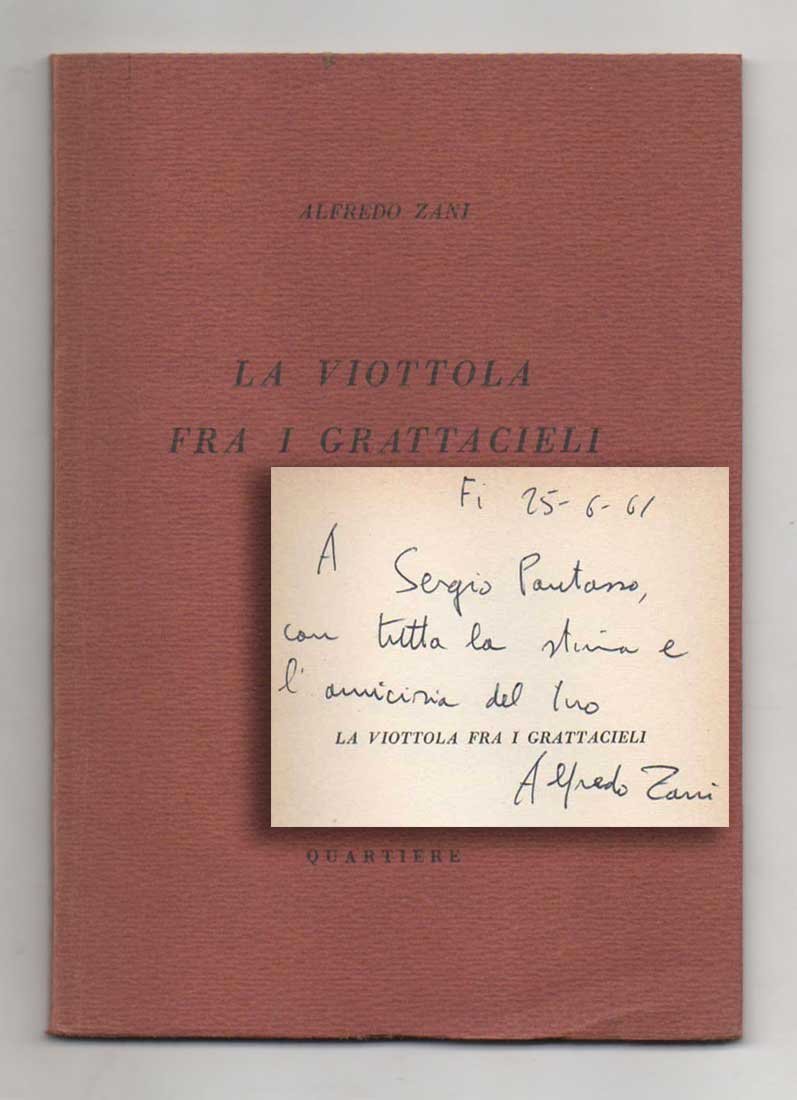 ALFREDO ZANI
LA VIOTTOLA
FRA I GRATTACIELI
Fi 25-6-61
A Sergio Pautasso,
con tutta la stima e
l'amicizia del tuo
LA VIOTTOLA FRA I GRATTACIELI
Alfredo Zani
QUARTIERE